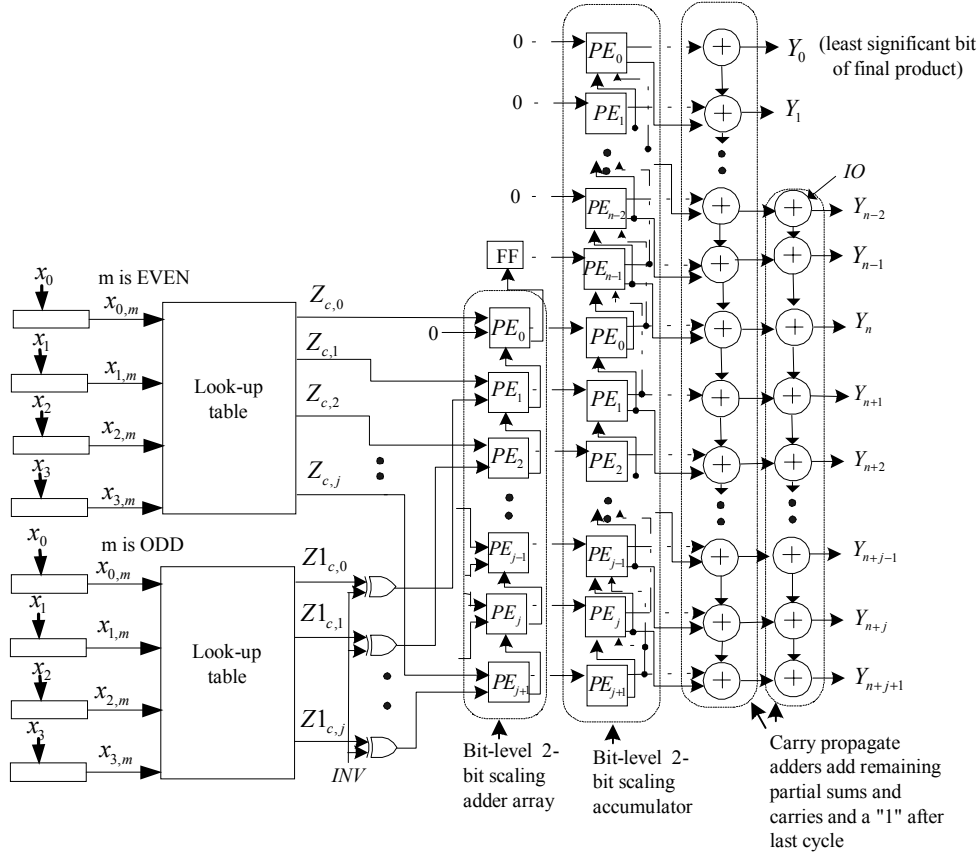 0
PE_0
+
Y_0
(least significant bit
of final product)
0
PE_1
+
Y_1
IO
0
PE_{n-2}
+
+
Y_{n-2}
FF
PE_{n-1}
+
+
Y_{n-1}
x_0
m is EVEN
x_{0,m}
Z_{c,0}
0
PE_0
PE_0
+
+
Y_n
x_1
x_{1,m}
Look-up
table
Z_{c,1}
PE_1
PE_1
+
+
Y_{n+1}
x_2
x_{2,m}
Z_{c,2}
PE_2
PE_2
+
+
Y_{n+2}
x_3
x_{3,m}
Z_{c,j}
x_0
m is ODD
x_{0,m}
Z1_{c,0}
PE_{j-1}
PE_{j-1}
+
+
Y_{n+j-1}
x_1
x_{1,m}
Look-up
table
Z1_{c,1}
PE_j
PE_j
+
+
Y_{n+j}
x_2
x_{2,m}
PE_{j+1}
PE_{j+1}
+
+
Y_{n+j+1}
x_3
x_{3,m}
Z1_{c,j}
INV
Bit-level 2-
bit scaling
adder array
Bit-level 2-
bit scaling
accumulator
Carry propagate
adders add remaining
partial sums and
carries and a "1" after
last cycle